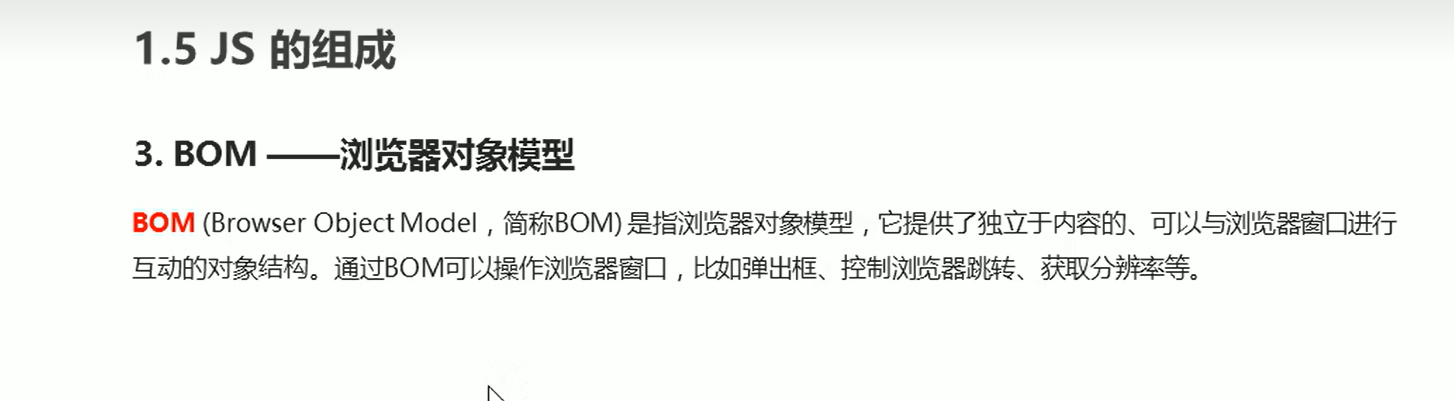 1.5 JS 的组成
3. BOM ——浏览器对象模型
BOM (Browser Object Model，简称BOM) 是指浏览器对象模型，它提供了独立于内容的、可以与浏览器窗口进行
互动的对象结构。通过BOM可以操作浏览器窗口，比如弹出框、控制浏览器跳转、获取分辨率等。